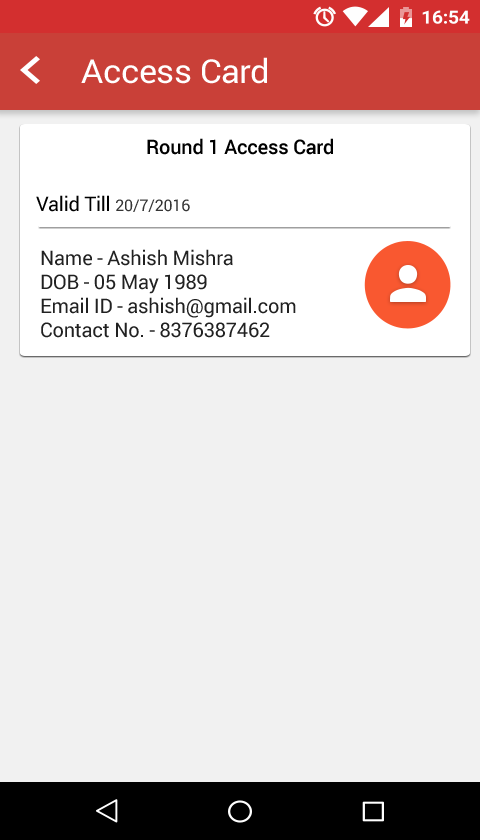 16:54
Access Card
Round 1 Access Card
Valid Till 20/7/2016
Name - Ashish Mishra
DOB - 05 May 1989
Email ID - ashish@gmail.com
Contact No. - 8376387462